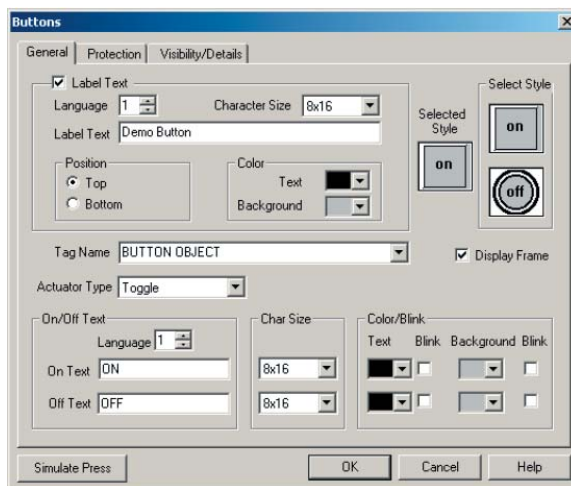 Buttons
General Protection Visibility/Details
Label Text
Language 1 Character Size 8x16
Label Text Demo Button
Position
Top
Bottom
Color
Text
Background
Selected
Style
on
Select Style
on
off
Tag Name BUTTON OBJECT
Display Frame
Actuator Type Toggle
On/Off Text
Language 1
On Text ON
Off Text OFF
Char Size
8x16
8x16
Color/Blink
Text Blink Background Blink
Simulate Press OK Cancel Help